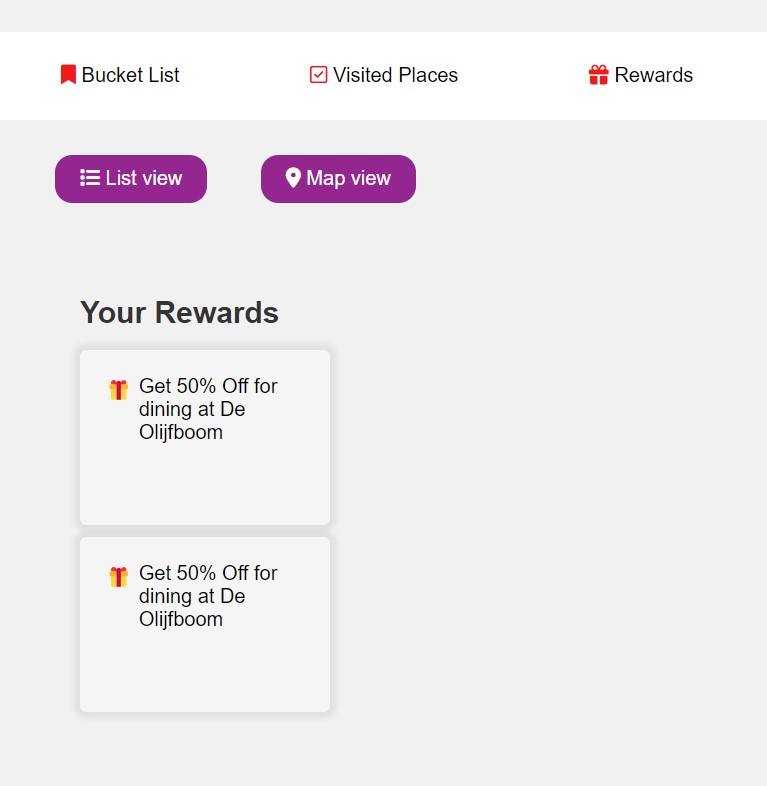 Bucket List Visited Places Rewards
List view Map view
Your Rewards
Get 50% Off for
dining at De
Olijfboom
Get 50% Off for
dining at De
Olijfboom